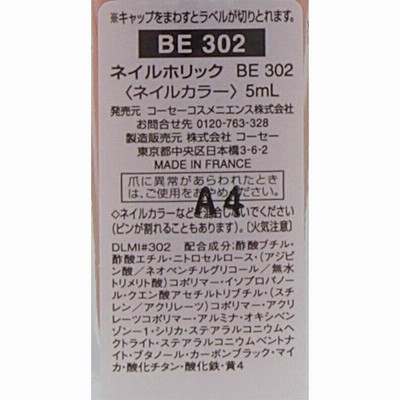 ※キャップをまわすとラベルが切りとれます。
BE 302
ネイルホリック BE 302
〈ネイルカラー〉5mL
発売元 コーセーコスメニエンス株式会社
お問合せ先 0120-763-328
製造販売元 株式会社 コーセー
東京都中央区日本橋3-6-2
MADE IN FRANCE
爪に異常があらわれたとき
は、ご使用をおやめください。
A4
◇ネイルカラーなどを混合しないでください
(ビンが割れることもあります)。〔火気注意〕
DLMI#302 配合成分;酢酸ブチル・
酢酸エチル・ニトロセルロース・(アジピ
ン酸/ネオペンチルグリコール/無水
トリメリト酸)コポリマー・イソプロパノー
ル・クエン酸アセチルトリブチル・(スチ
レン/アクリレーツ)コポリマー・アクリ
レーツコポリマー・アルミナ・オキシベン
ゾン-1・シリカ・ステアラルコニウムヘ
クトライト・ステアラルコニウムベントナ
イト・ブタノール・カーボンブラック・マイ
カ・酸化チタン・酸化鉄・黄4